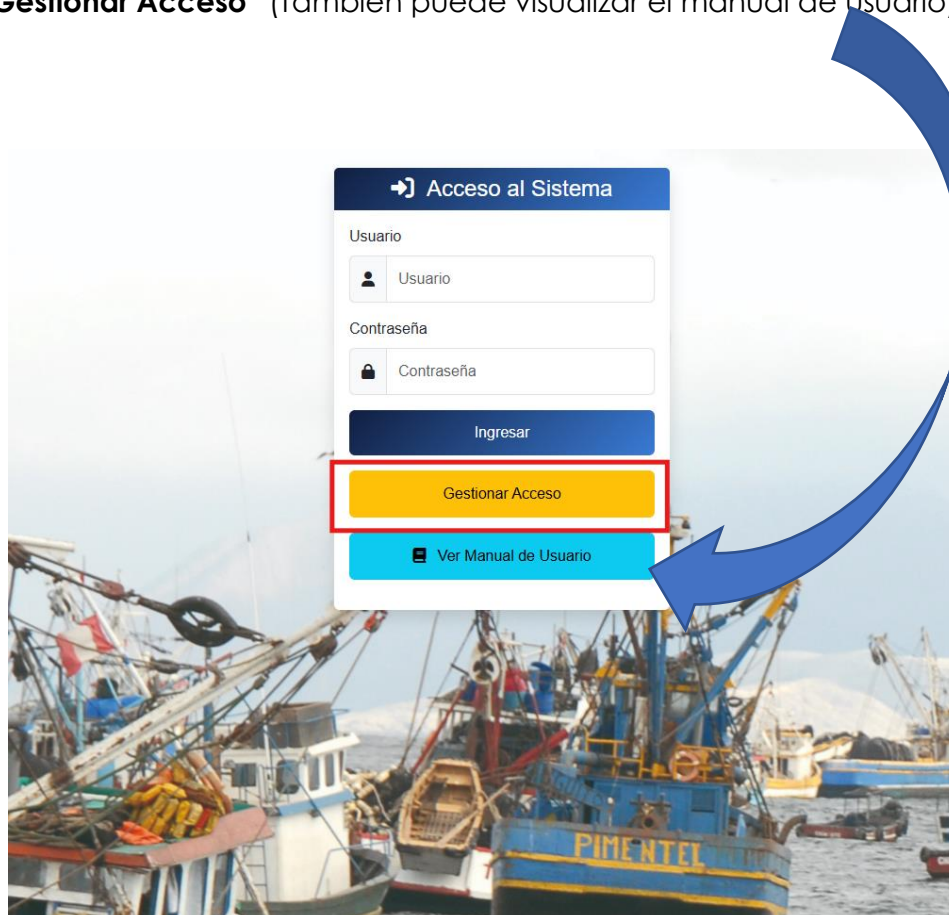 Gestionar Acceso" (También puede visualizar el manual de usuario)
Acceso al Sistema
Usuario
Usuario
Contraseña
Contraseña
Ingresar
Gestionar Acceso
Ver Manual de Usuario
PIMENTEL